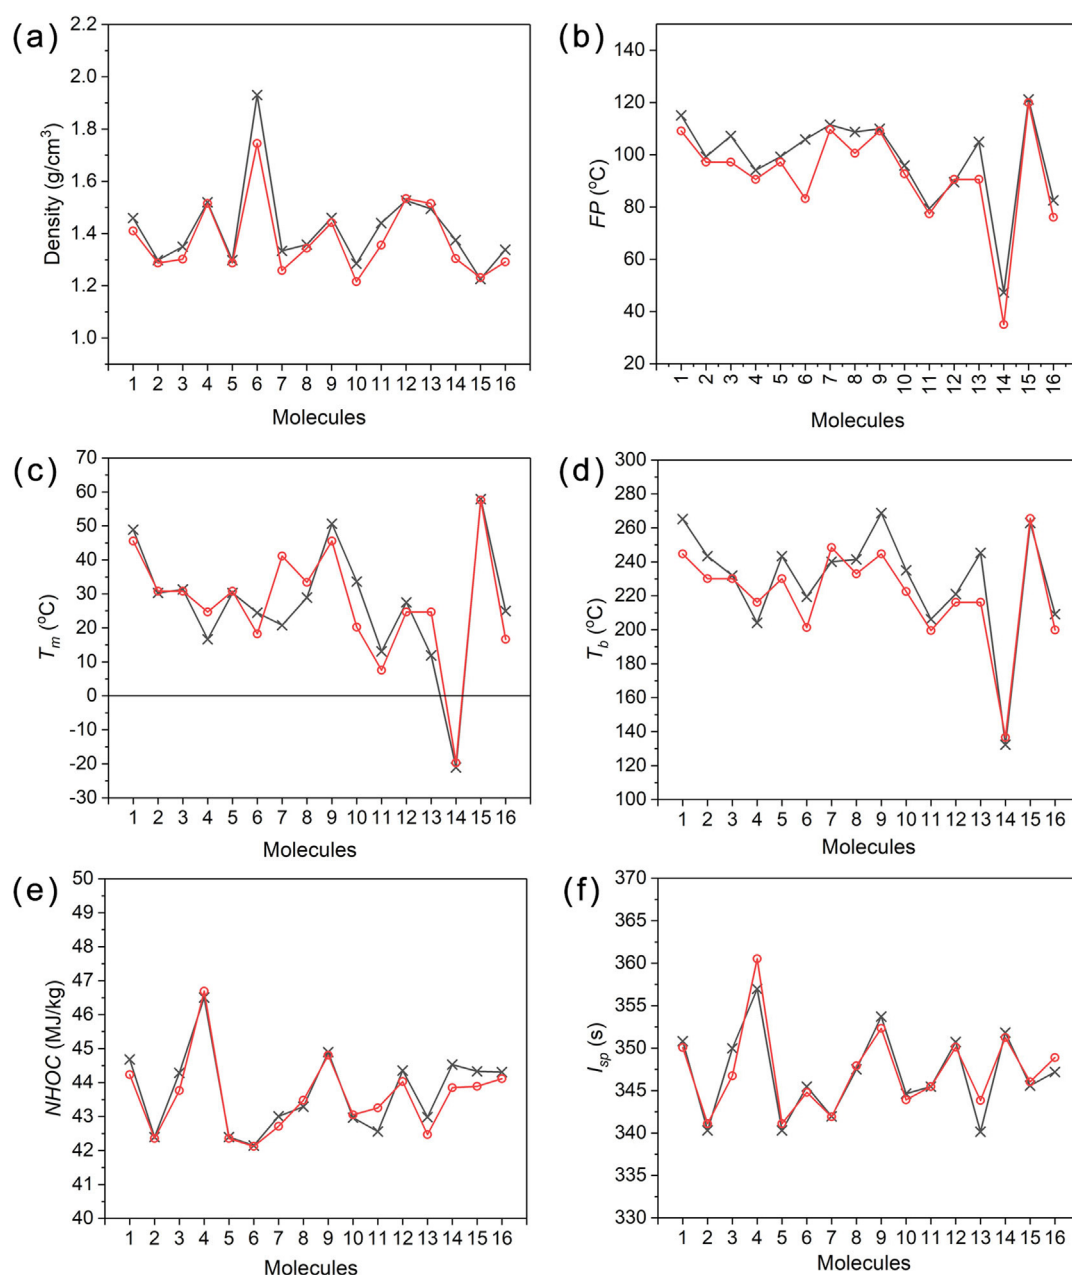 (a)
2.2
2.0
1.8
1.6
1.4
1.2
1.0
Density (g/cm³)
1 2 3 4 5 6 7 8 9 10 11 12 13 14 15 16
Molecules
(b)
140
120
100
80
60
40
20
FP (°C)
1 2 3 4 5 6 7 8 9 10 11 12 13 14 15 16
Molecules
(c)
70
60
50
40
30
20
10
0
-10
-20
-30
Tm (°C)
1 2 3 4 5 6 7 8 9 10 11 12 13 14 15 16
Molecules
(d)
300
280
260
240
220
200
180
160
140
120
100
Tb (°C)
1 2 3 4 5 6 7 8 9 10 11 12 13 14 15 16
Molecules
(e)
50
49
48
47
46
45
44
43
42
41
40
NHOC (MJ/kg)
1 2 3 4 5 6 7 8 9 10 11 12 13 14 15 16
Molecules
(f)
370
365
360
355
350
345
340
335
330
Isp (s)
1 2 3 4 5 6 7 8 9 10 11 12 13 14 15 16
Molecules